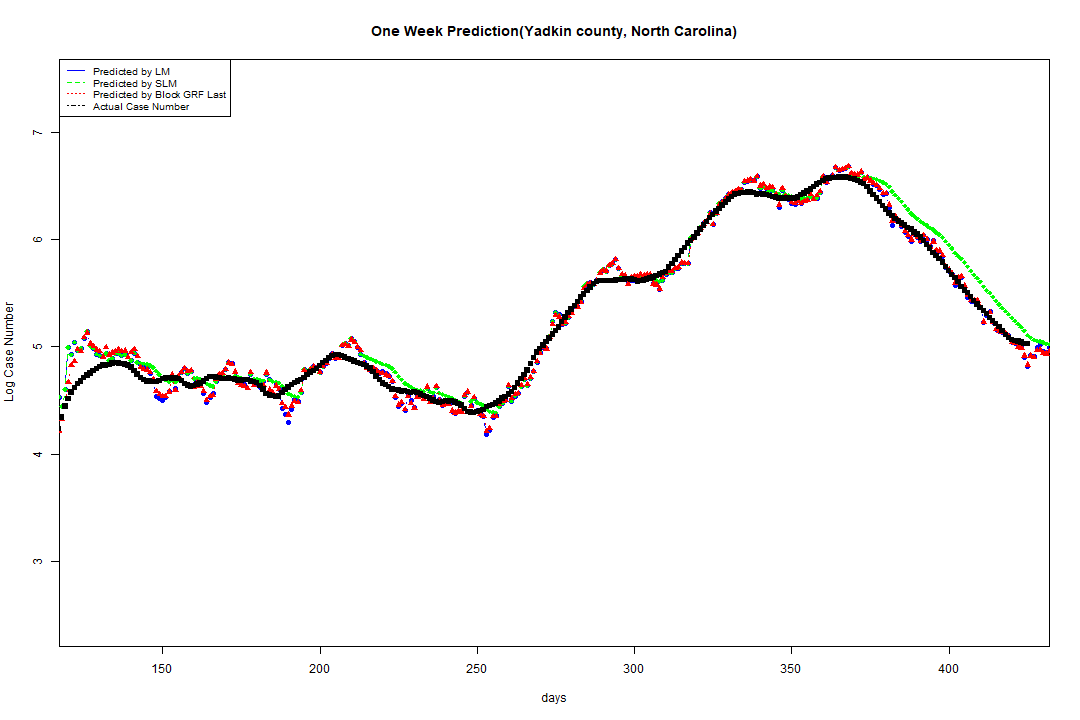 One Week Prediction(Yadkin county, North Carolina)
Predicted by LM
Predicted by SLM
Predicted by Block GRF Last
Actual Case Number
Log Case Number
7
6
5
4
3
150 200 250 300 350 400
days